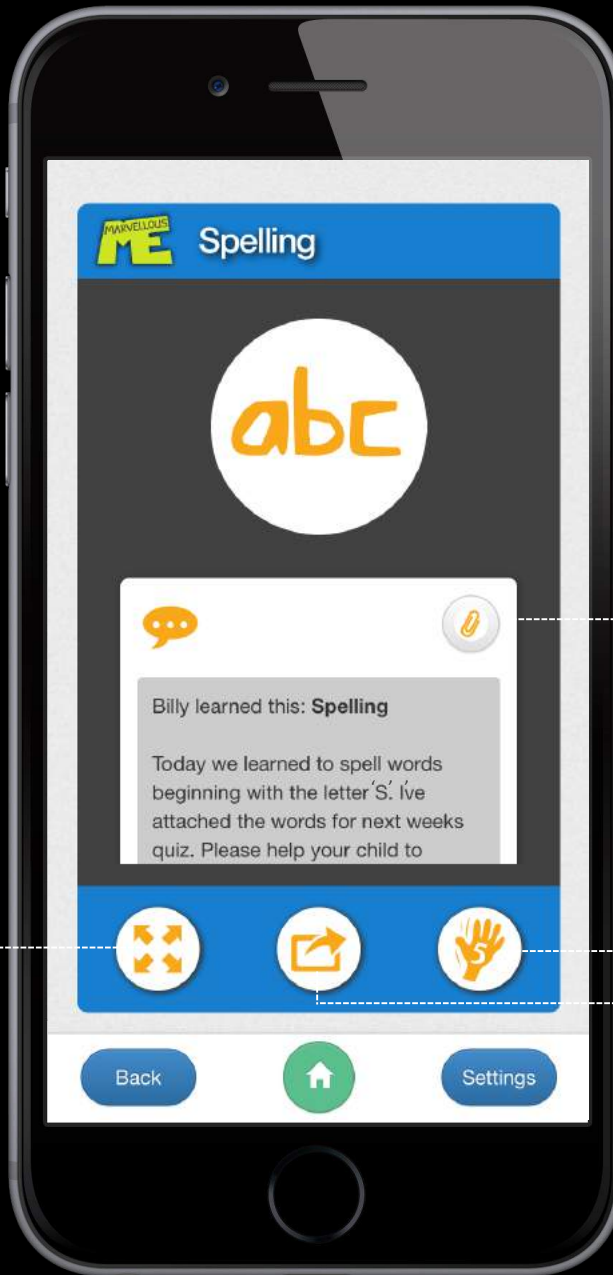 MARVELLOUS
ME
Spelling
abc
Billy learned this: Spelling
Today we learned to spell words
beginning with the letter 'S'. I've
attached the words for next weeks
quiz. Please help your child to
5
Back
Settings